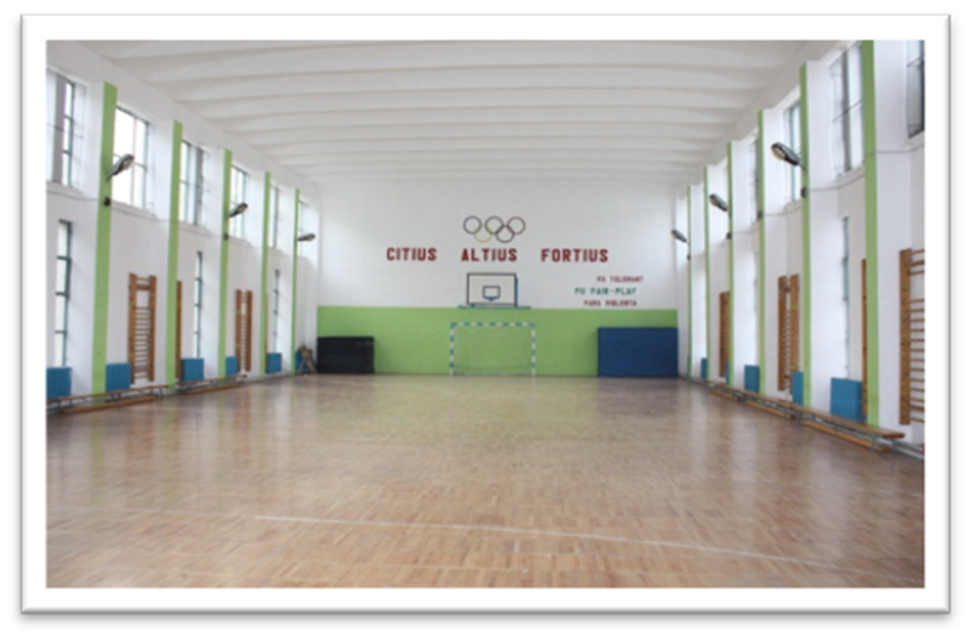 CITIUS ALTIUS FORTIUS
FII TOLERANT
FII FAIR-PLAY
FARA VIOLENTA